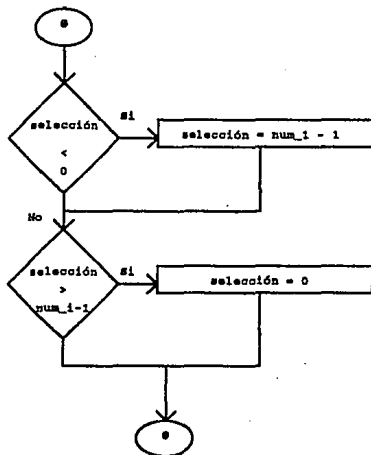 selección
<
0
Si
selección = num_i - 1
No
selección
>
num_i-1
Si
selección = 0